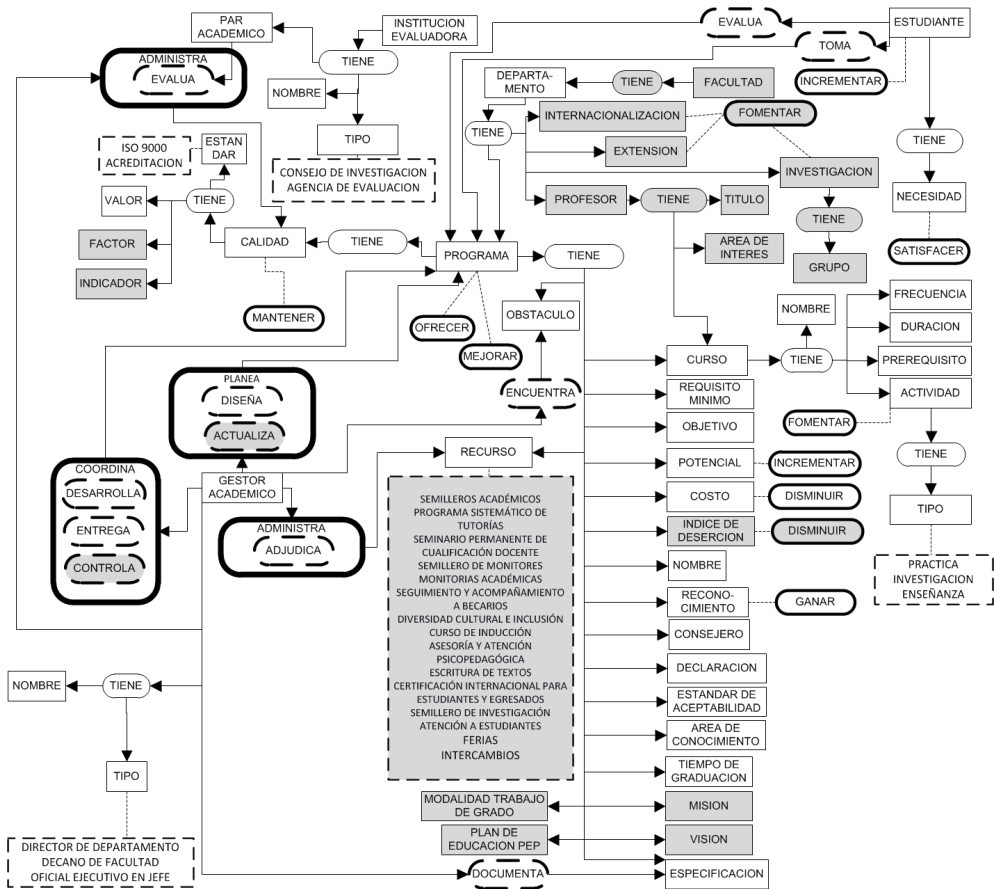 PAR
ACADEMICO
INSTITUCION
EVALUADORA
EVALUA
ESTUDIANTE
TOMA
ADMINISTRA
EVALUA
TIENE
INCREMENTAR
NOMBRE
DEPARTA-
MENTO
TIENE
FACULTAD
INTERNACIONALIZACION
FOMENTAR
TIENE
TIPO
EXTENSION
TIENE
ISO 9000
ACREDITACION
ESTAN
DAR
CONSEJO DE INVESTIGACION
AGENCIA DE EVALUACION
INVESTIGACION
NECESIDAD
VALOR
TIENE
PROFESOR
TIENE
TITULO
TIENE
FACTOR
CALIDAD
TIENE
PROGRAMA
TIENE
AREA DE
INTERES
GRUPO
SATISFACER
INDICADOR
MANTENER
OFRECER
OBSTACULO
NOMBRE
FRECUENCIA
DURACION
MEJORAR
CURSO
TIENE
PREREQUISITO
PLANEA
DISEÑA
ACTUALIZA
ENCUENTRA
REQUISITO
MINIMO
ACTIVIDAD
OBJETIVO
FOMENTAR
RECURSO
POTENCIAL
INCREMENTAR
TIENE
COORDINA
DESARROLLA
ENTREGA
CONTROLA
GESTOR
ACADEMICO
COSTO
DISMINUIR
TIPO
ADMINISTRA
ADJUDICA
INDICE DE
DESERCION
DISMINUIR
SEMILLEROS ACADÉMICOS
PROGRAMA SISTEMÁTICO DE
TUTORÍAS
SEMINARIO PERMANENTE DE
CUALIFICACIÓN DOCENTE
SEMILLERO DE MONITORES
MONITORIAS ACADÉMICAS
SEGUIMIENTO Y ACOMPAÑAMIENTO
A BECARIOS
DIVERSIDAD CULTURAL E INCLUSIÓN
CURSO DE INDUCCIÓN
ASESORÍA Y ATENCIÓN
PSICOPEDAGÓGICA
ESCRITURA DE TEXTOS
CERTIFICACIÓN INTERNACIONAL PARA
ESTUDIANTES Y EGRESADOS
SEMILLERO DE INVESTIGACIÓN
ATENCIÓN A ESTUDIANTES
FERIAS
INTERCAMBIOS
NOMBRE
PRACTICA
INVESTIGACION
ENSEÑANZA
RECONO-
CIMIENTO
GANAR
CONSEJERO
DECLARACION
NOMBRE
TIENE
ESTANDAR DE
ACEPTABILIDAD
AREA DE
CONOCIMIENTO
TIPO
TIEMPO DE
GRADUACION
MODALIDAD TRABAJO
DE GRADO
MISION
PLAN DE
EDUCACION PEP
VISION
DIRECTOR DE DEPARTAMENTO
DECANO DE FACULTAD
OFICIAL EJECUTIVO EN JEFE
DOCUMENTA
ESPECIFICACION